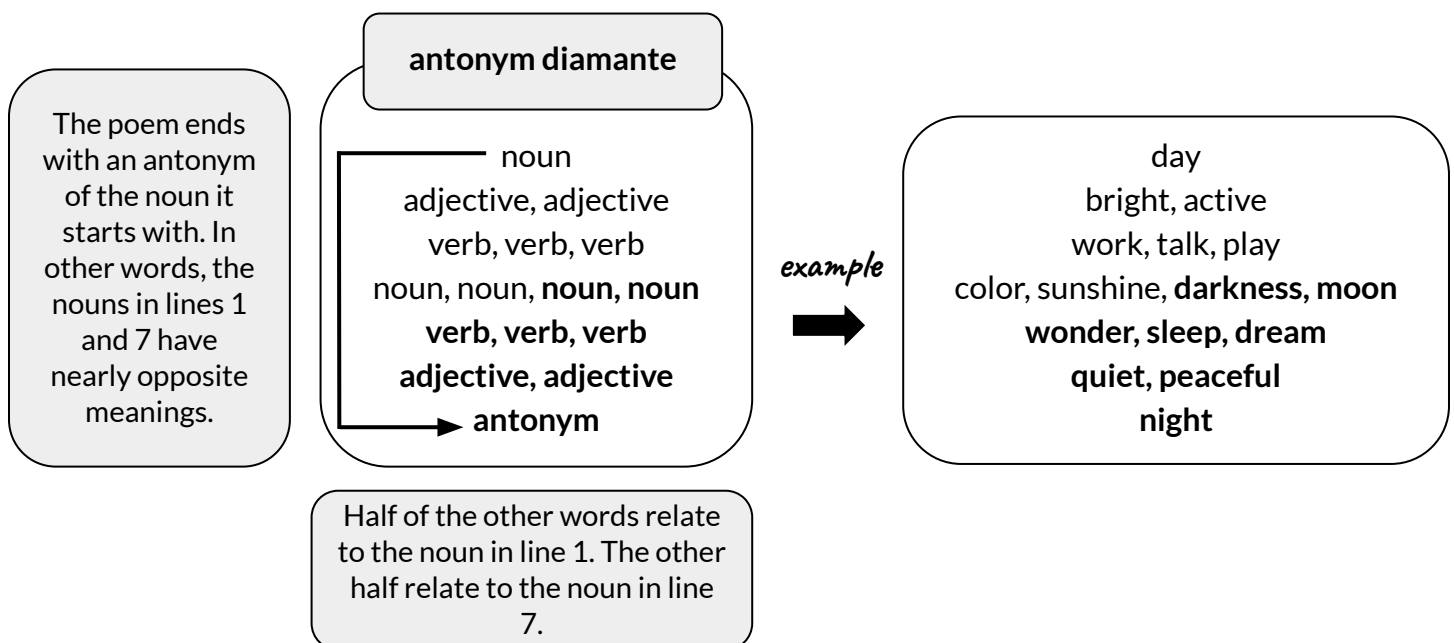 antonym diamante
The poem ends
with an antonym
of the noun it
starts with. In
other words, the
nouns in lines 1
and 7 have
nearly opposite
meanings.
noun
adjective, adjective
verb, verb, verb
noun, noun, noun, noun
verb, verb, verb
adjective, adjective
antonym
Half of the other words relate
to the noun in line 1. The other
half relate to the noun in line
7.
example
day
bright, active
work, talk, play
color, sunshine, darkness, moon
wonder, sleep, dream
quiet, peaceful
night